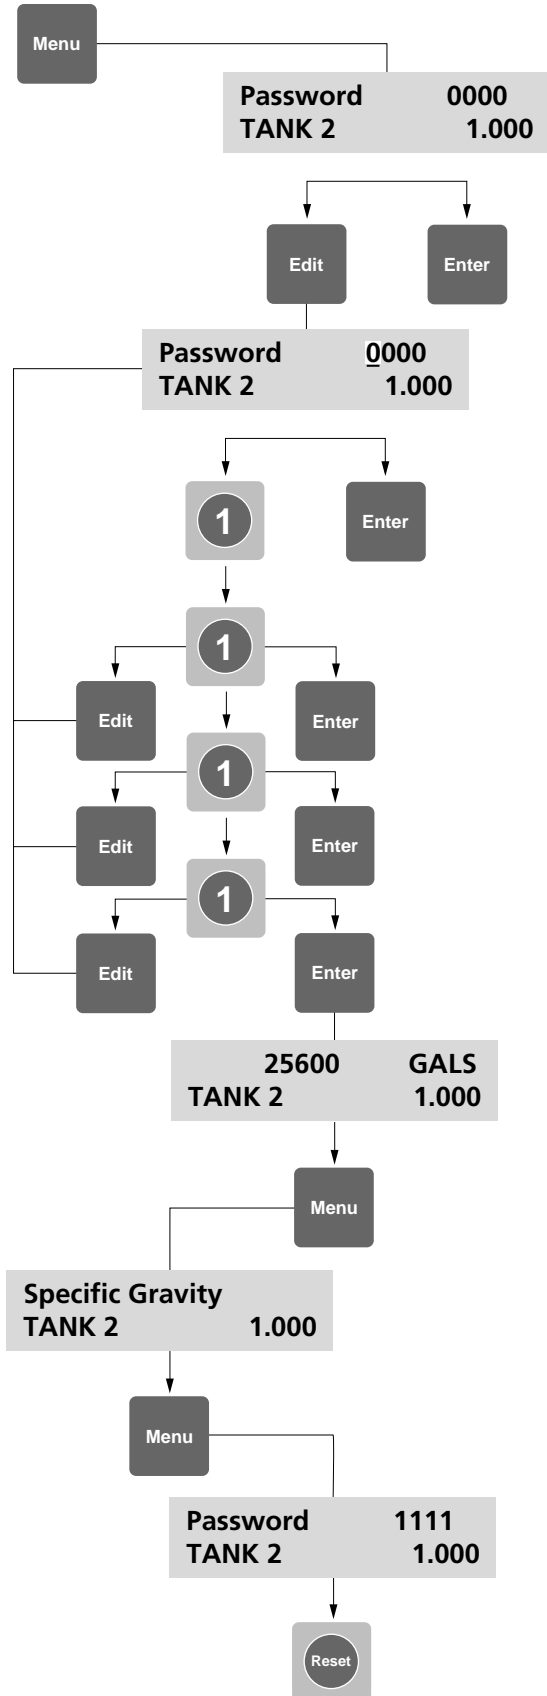 Menu
Password 0000
TANK 2 1.000
Edit Enter
Password 0000
TANK 2 1.000
1 Enter
1
Edit Enter
1
Edit Enter
1
Edit Enter
25600 GALS
TANK 2 1.000
Menu
Specific Gravity
TANK 2 1.000
Menu
Password 1111
TANK 2 1.000
Reset